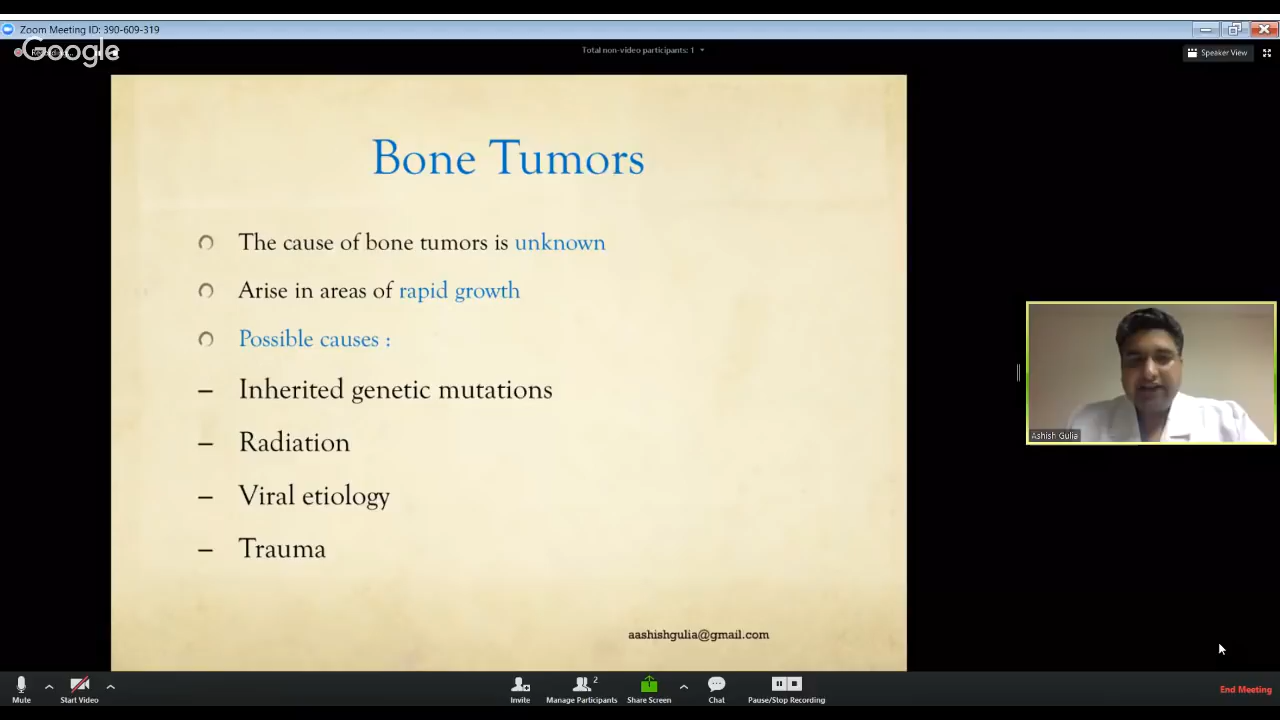 Zoom Meeting ID: 390-609-319
Google
Total non-video participants: 1
Speaker View
Bone Tumors
The cause of bone tumors is unknown
Arise in areas of rapid growth
Possible causes :
– Inherited genetic mutations
– Radiation
– Viral etiology
– Trauma
aashishgulia@gmail.com
Ashish Gulia
Mute
Start Video
Invite
2
Manage Participants
Share Screen
Chat
Pause/Stop Recording
End Meeting